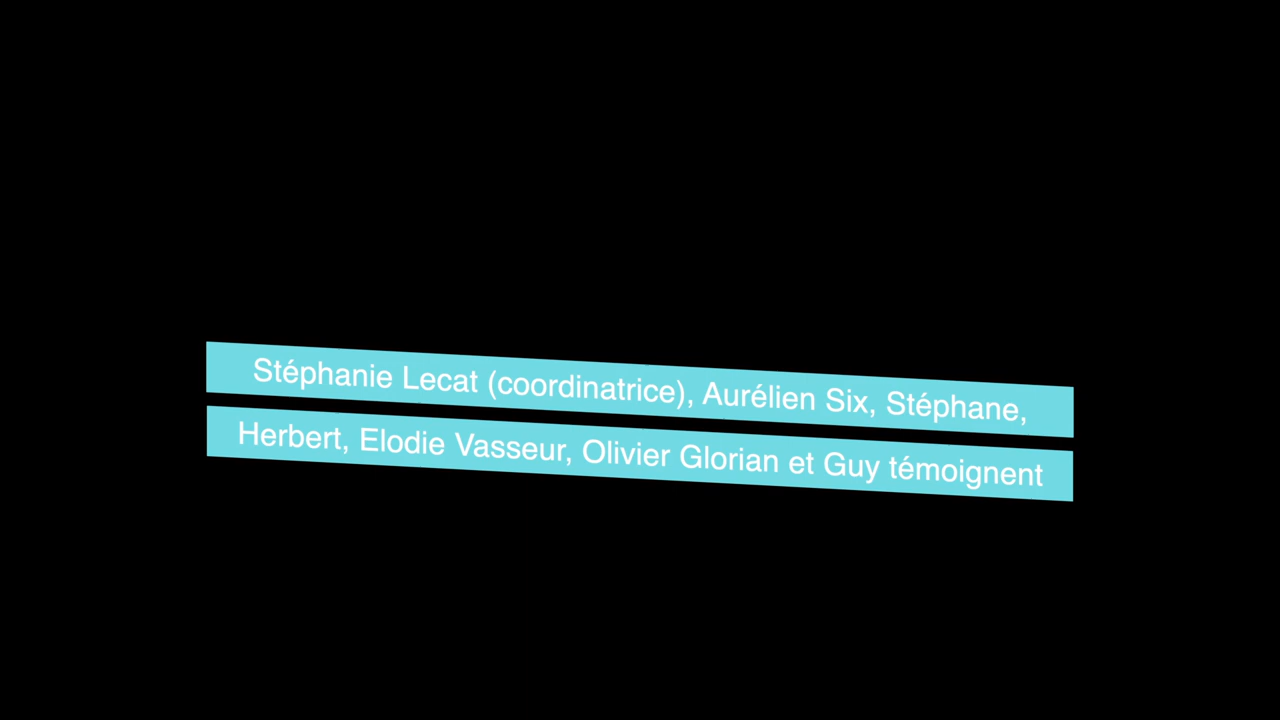 Stéphanie Lecat (coordinatrice), Aurélien Six, Stéphane,
Herbert, Elodie Vasseur, Olivier Glorian et Guy témoignent